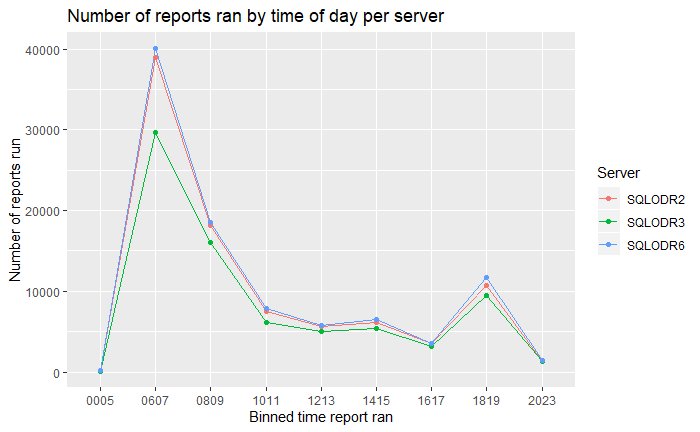 Number of reports ran by time of day per server
Number of reports run
40000
30000
20000
10000
0
0005 0607 0809 1011 1213 1415 1617 1819 2023
Binned time report ran
Server
SQLODR2
SQLODR3
SQLODR6